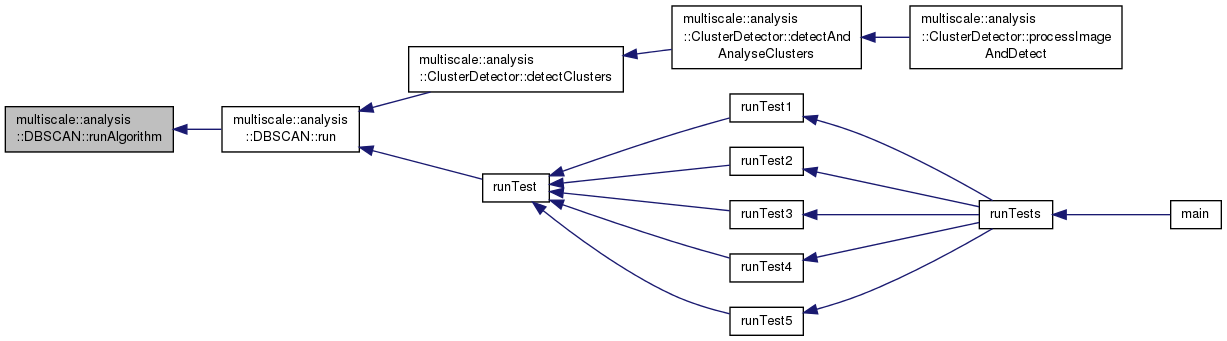 multiscale::analysis
::DBSCAN::runAlgorithm
multiscale::analysis
::DBSCAN::run
multiscale::analysis
::ClusterDetector::detectClusters
multiscale::analysis
::ClusterDetector::detectAnd
AnalyseClusters
multiscale::analysis
::ClusterDetector::processImage
AndDetect
runTest
runTest1
runTest2
runTest3
runTest4
runTest5
runTests
main